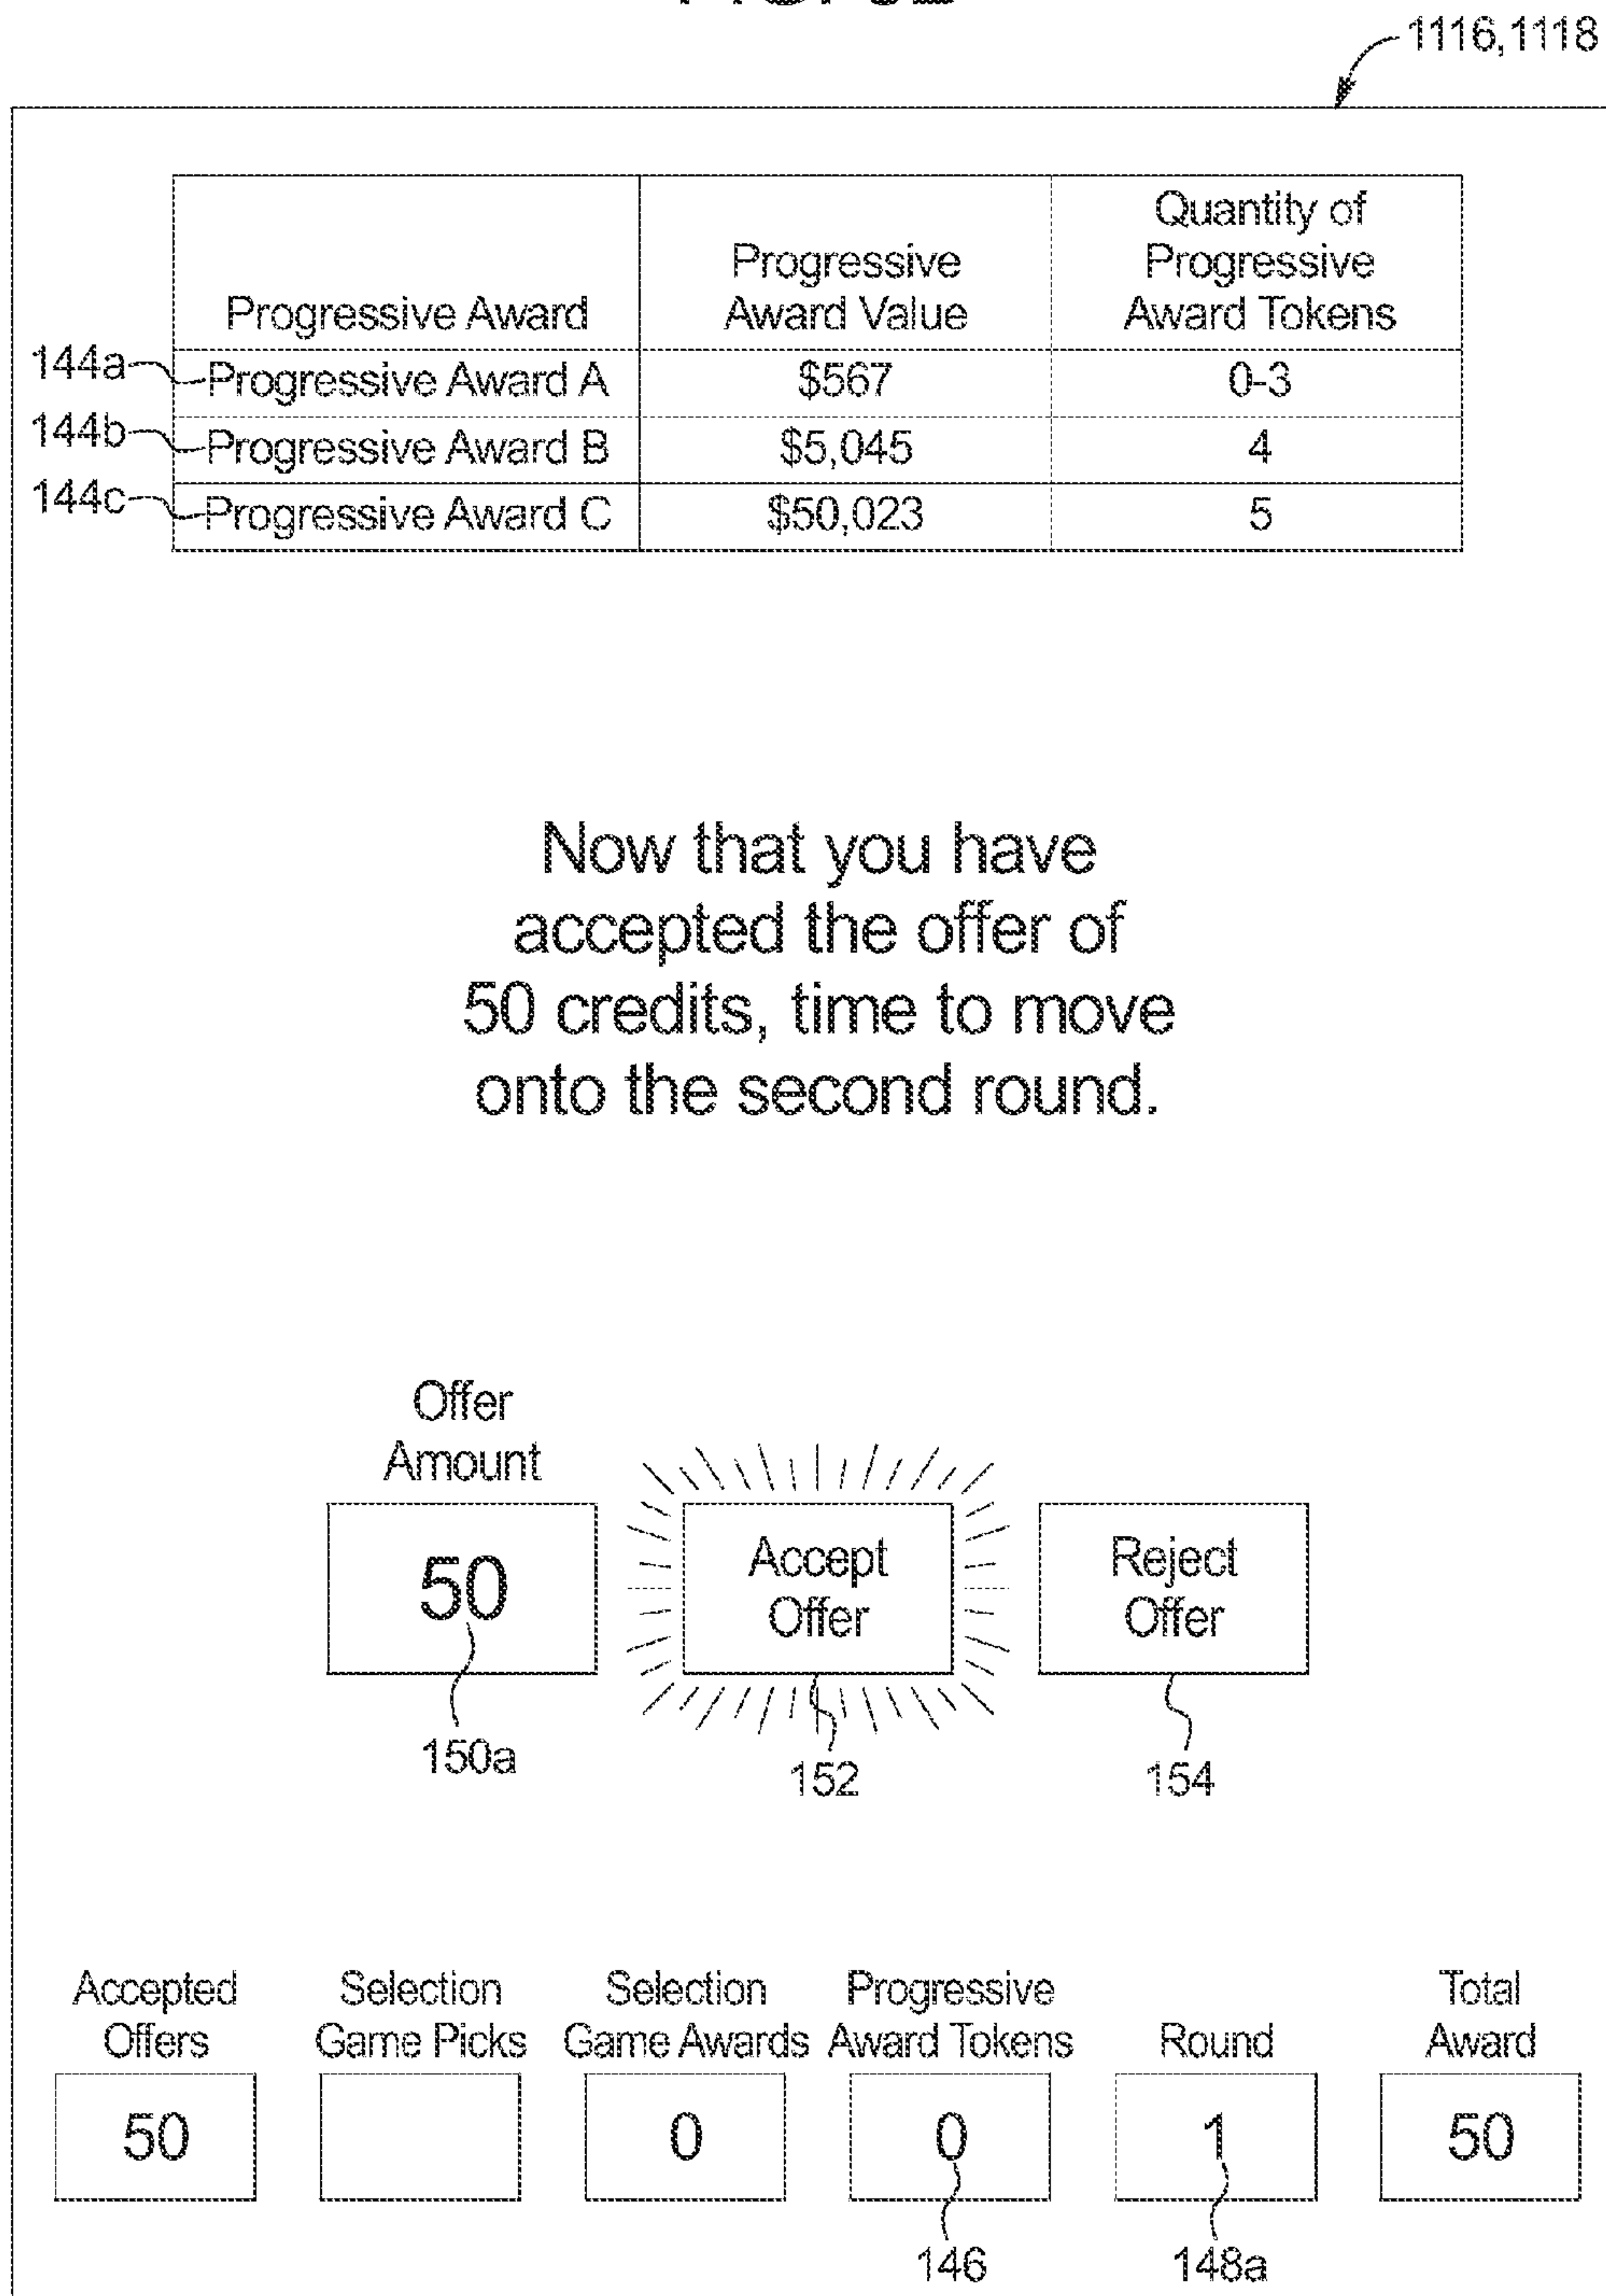 1116,1118
Quantity of
Progressive Progressive
Progressive Award Award Value Award Tokens
144a Progressive Award A $567 0-3
144b Progressive Award B $5,045 4
144c Progressive Award C $50,023 5
Now that you have
accepted the offer of
50 credits, time to move
onto the second round.
Offer
Amount
50 Accept Offer Reject Offer
150a 152 154
Accepted Selection Selection Progressive Total
Offers Game Picks Game Awards Award Tokens Round Award
50 0 0 1 50
146 148a